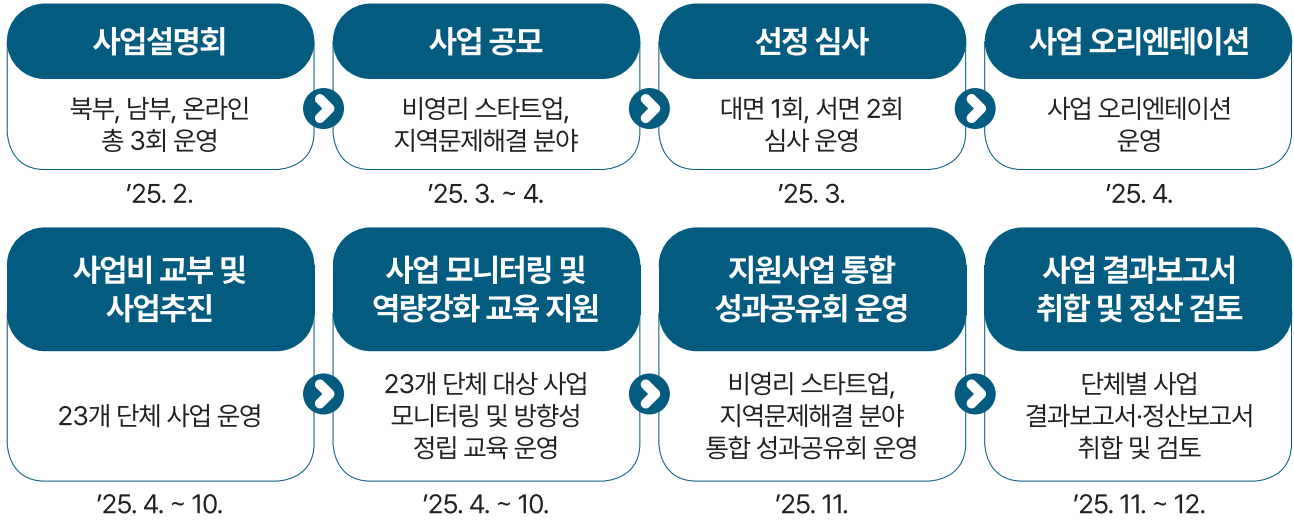 사업설명회
북부, 남부, 온라인
총 3회 운영
’25. 2.
사업 공모
비영리 스타트업,
지역문제해결 분야
’25. 3. ~ 4.
선정 심사
대면 1회, 서면 2회
심사 운영
’25. 3.
사업 오리엔테이션
사업 오리엔테이션
운영
’25. 4.
사업비 교부 및
사업추진
23개 단체 사업 운영
’25. 4. ~ 10.
사업 모니터링 및
역량강화 교육 지원
23개 단체 대상 사업
모니터링 및 방향성
정립 교육 운영
’25. 4. ~ 10.
지원사업 통합
성과공유회 운영
비영리 스타트업,
지역문제해결 분야
통합 성과공유회 운영
’25. 11.
사업 결과보고서
취합 및 정산 검토
단체별 사업
결과보고서·정산보고서
취합 및 검토
’25. 11. ~ 12.